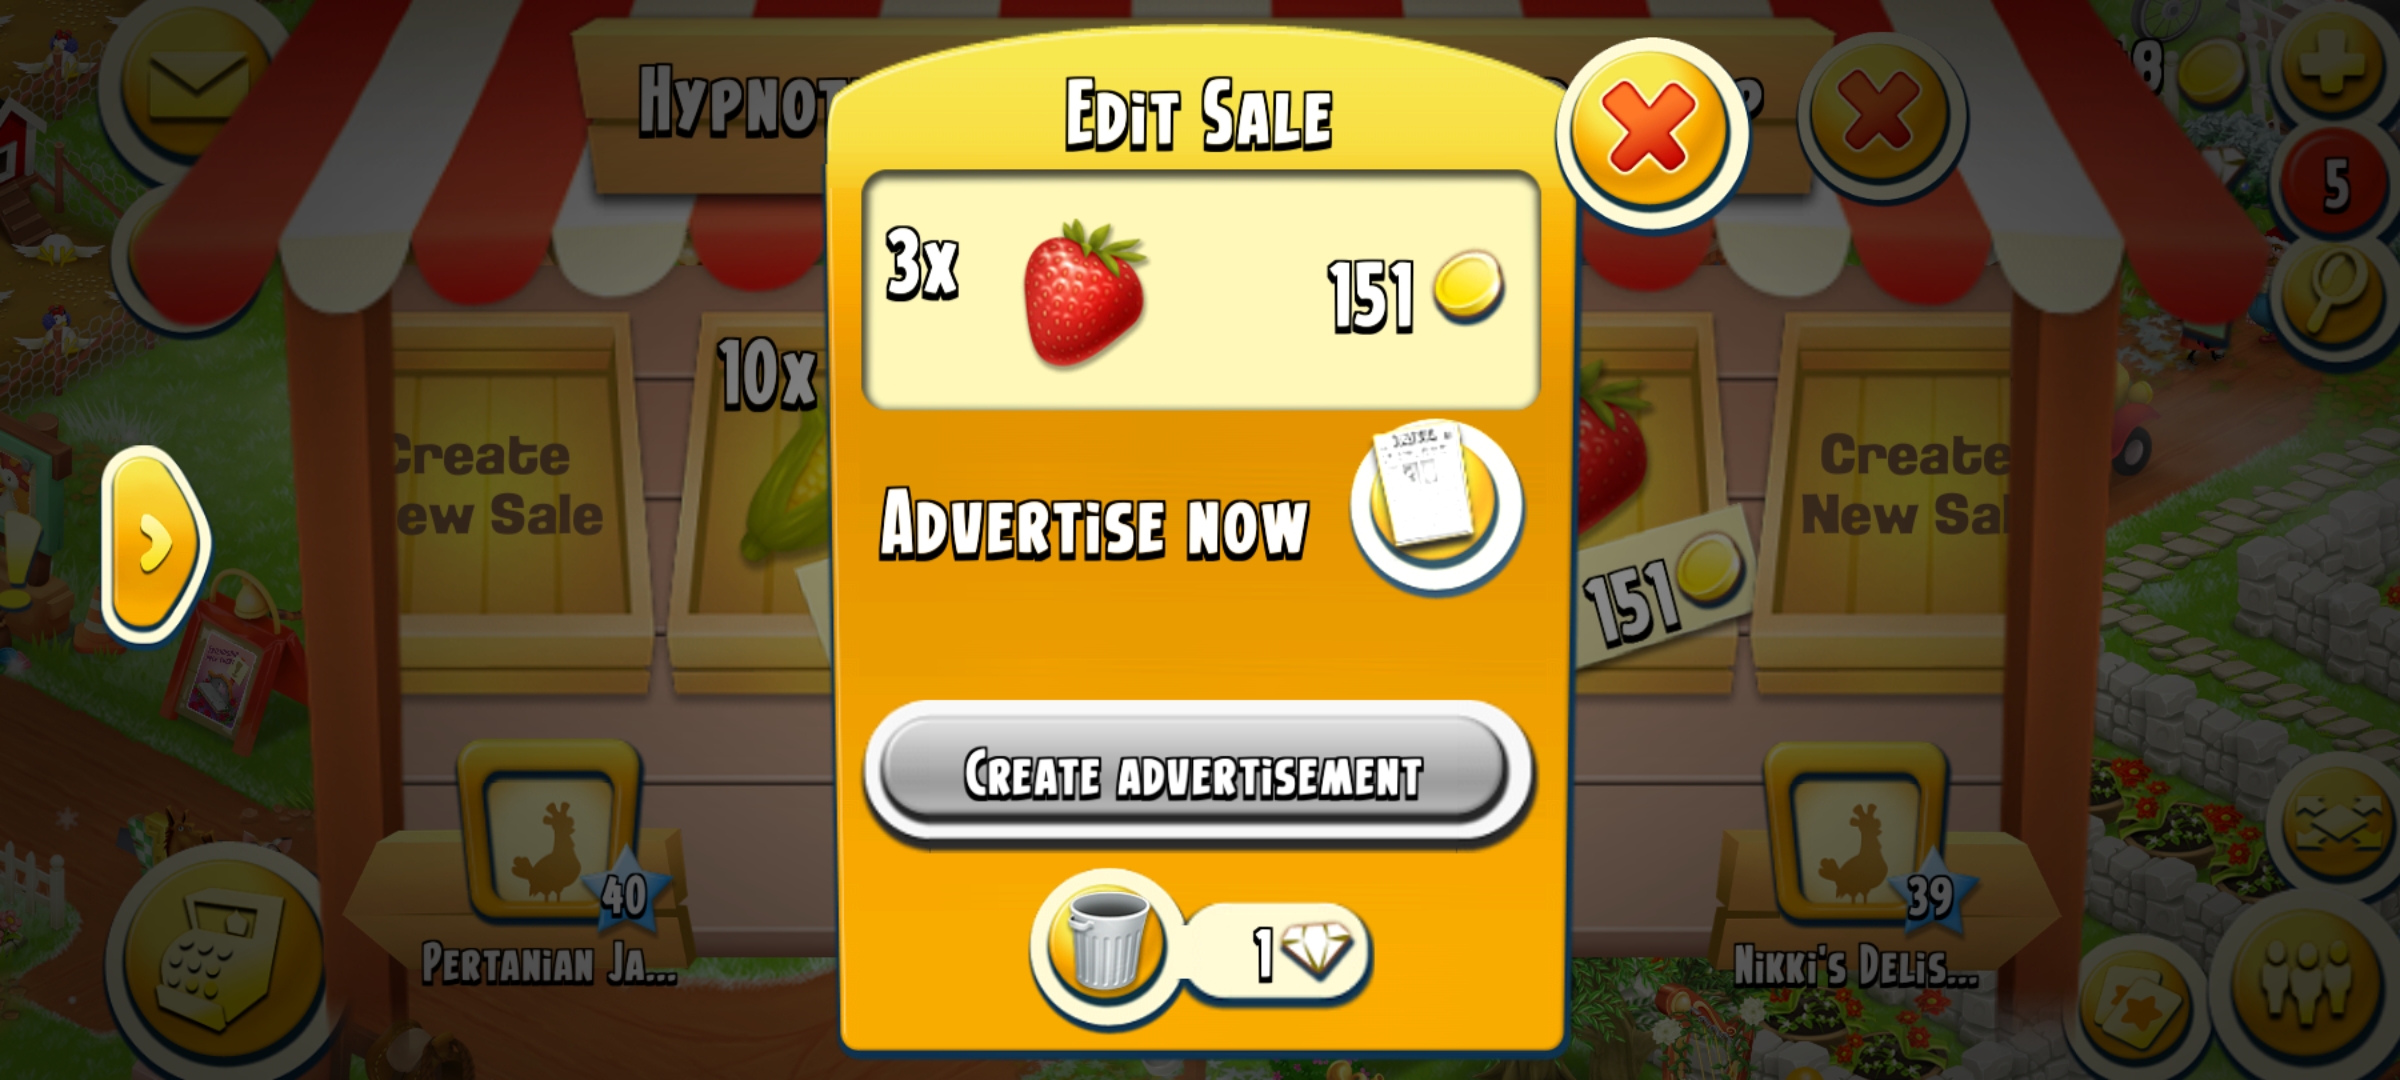 HYPNOT
EDIT SALE
3x
151
5
10x
Create
ew Sale
Create
New Sal
ADVERTISE NOW
151
CREATE ADVERTISEMENT
40
39
PERTANIAN JA...
NIKKI'S DELIS...
1